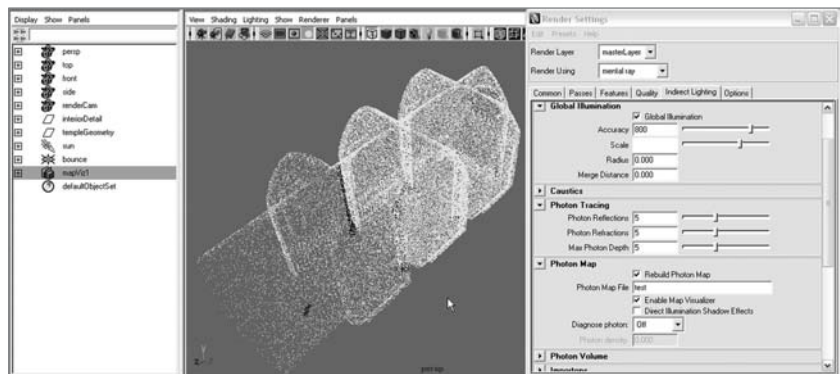 Display Show Panels
persp
top
front
side
renderCam
interiorDetail
templeGeometry
sun
bounce
mapViz1
defaultObjectSet
View Shading Lighting Show Renderer Panels
persp
Render Settings
Edit Presets Help
Render Layer masterLayer
Render Using mental ray
Common Passes Features Quality Indirect Lighting Options
Global Illumination
Global Illumination
Accuracy 800
Scale
Radius 0.000
Merge Distance 0.000
Caustics
Photon Tracing
Photon Reflections 5
Photon Refractions 5
Max Photon Depth 5
Photon Map
Rebuild Photon Map
Photon Map File test
Enable Map Visualizer
Direct Illumination Shadow Effects
Diagnose photon: Off
Photon density 0.000
Photon Volume
Importons